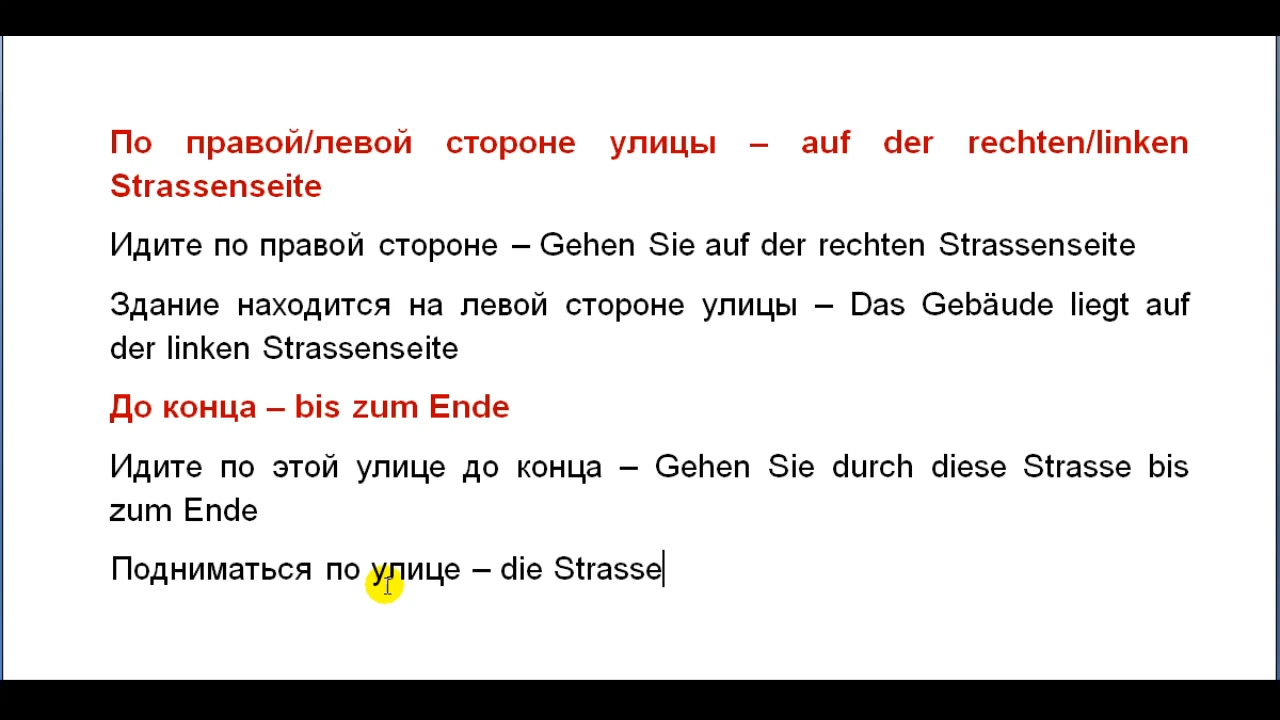 По правой/левой стороне улицы – auf der rechten/linken
Strassenseite
Идите по правой стороне – Gehen Sie auf der rechten Strassenseite
Здание находится на левой стороне улицы – Das Gebäude liegt auf
der linken Strassenseite
До конца – bis zum Ende
Идите по этой улице до конца – Gehen Sie durch diese Strasse bis
zum Ende
Подниматься по улице – die Strasse